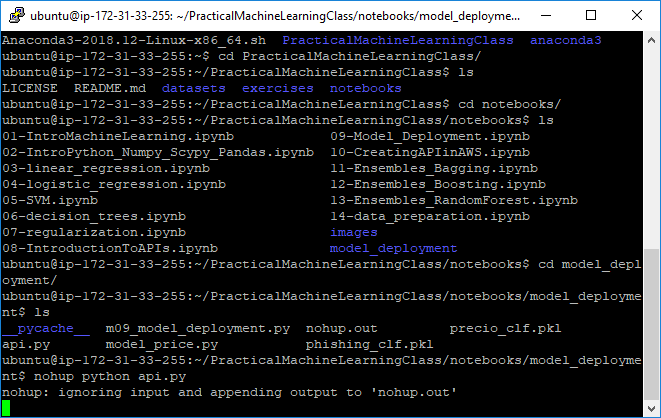 ubuntu@ip-172-31-33-255: ~/PracticalMachineLearningClass/notebooks/model_deployme...
Anaconda3-2018.12-Linux-x86_64.sh  PracticalMachineLearningClass  anaconda3
ubuntu@ip-172-31-33-255:~$ cd PracticalMachineLearningClass/
ubuntu@ip-172-31-33-255:~/PracticalMachineLearningClass$ ls
LICENSE  README.md  datasets  exercises  notebooks
ubuntu@ip-172-31-33-255:~/PracticalMachineLearningClass$ cd notebooks/
ubuntu@ip-172-31-33-255:~/PracticalMachineLearningClass/notebooks$ ls
01-IntroMachineLearning.ipynb            09-Model_Deployment.ipynb
02-IntroPython_Numpy_Scypy_Pandas.ipynb  10-CreatingAPIinAWS.ipynb
03-linear_regression.ipynb               11-Ensembles_Bagging.ipynb
04-logistic_regression.ipynb             12-Ensembles_Boosting.ipynb
05-SVM.ipynb                             13-Ensembles_RandomForest.ipynb
06-decision_trees.ipynb                  14-data_preparation.ipynb
07-regularization.ipynb                  images
08-IntroductionToAPIs.ipynb              model_deployment
ubuntu@ip-172-31-33-255:~/PracticalMachineLearningClass/notebooks$ cd model_depl
oyment/
ubuntu@ip-172-31-33-255:~/PracticalMachineLearningClass/notebooks/model_deployme
nt$ ls
__pycache__  m09_model_deployment.py  nohup.out         precio_clf.pkl
api.py       model_price.py           phishing_clf.pkl
ubuntu@ip-172-31-33-255:~/PracticalMachineLearningClass/notebooks/model_deployme
nt$ nohup python api.py
nohup: ignoring input and appending output to 'nohup.out'